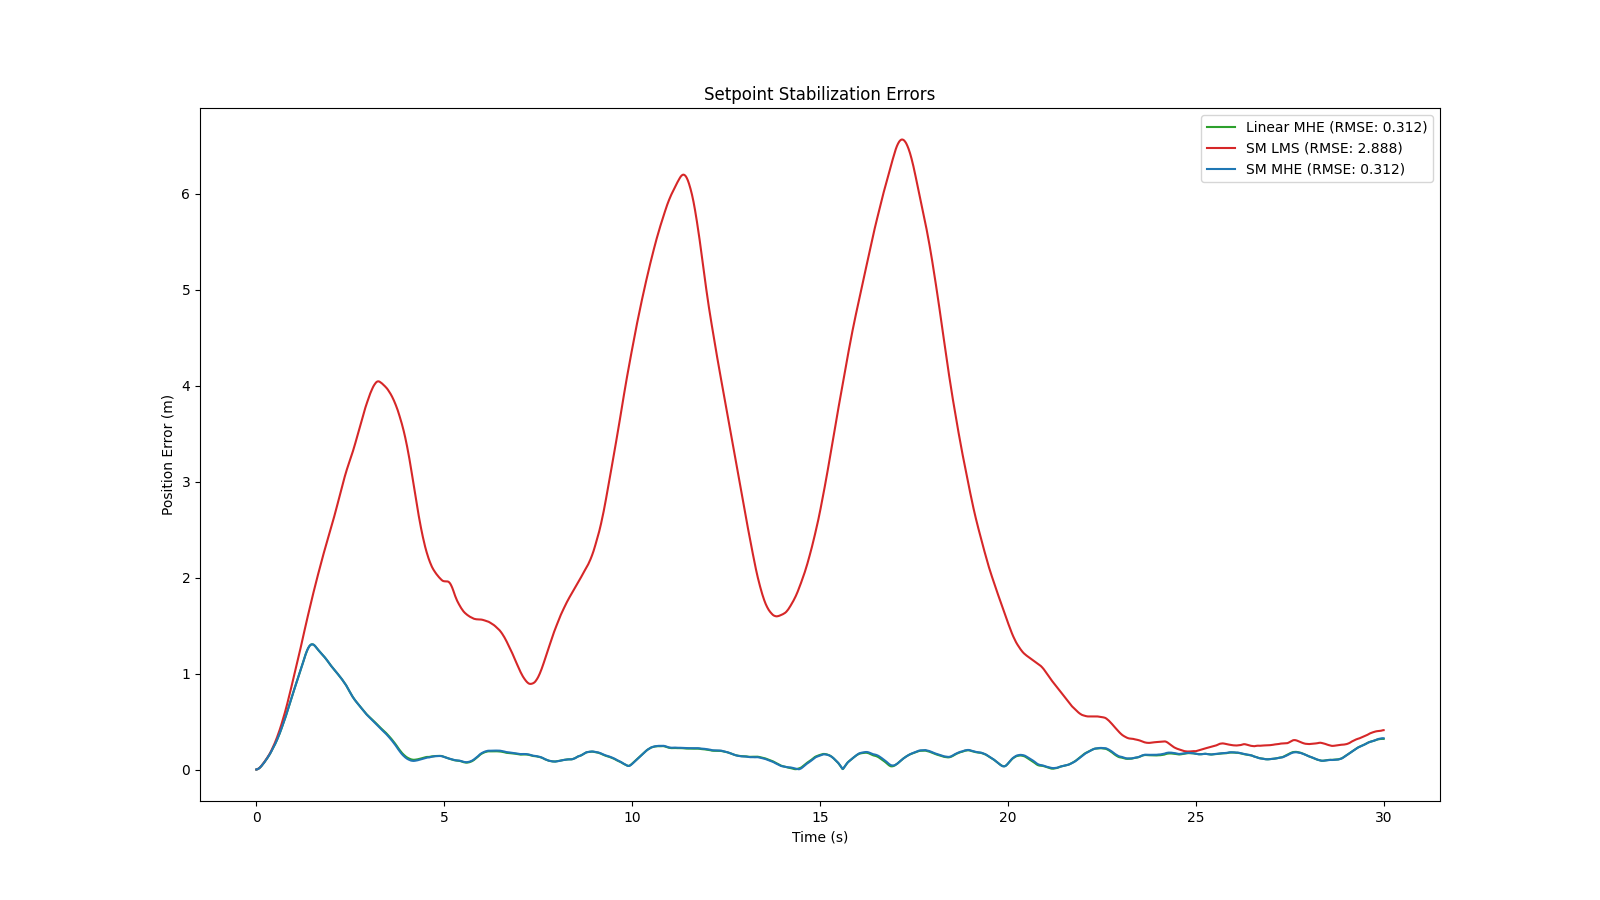 Setpoint Stabilization Errors
Linear MHE (RMSE: 0.312)
SM LMS (RMSE: 2.888)
SM MHE (RMSE: 0.312)
Position Error (m)
6
5
4
3
2
1
0
0 5 10 15 20 25 30
Time (s)